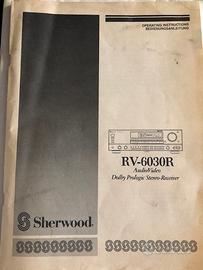 OPERATING INSTRUCTIONS
BEDIENUNGSANLEITUNG
RV-6030R
Audio/Video
Dolby Prologic Stereo-Receiver
Sherwood